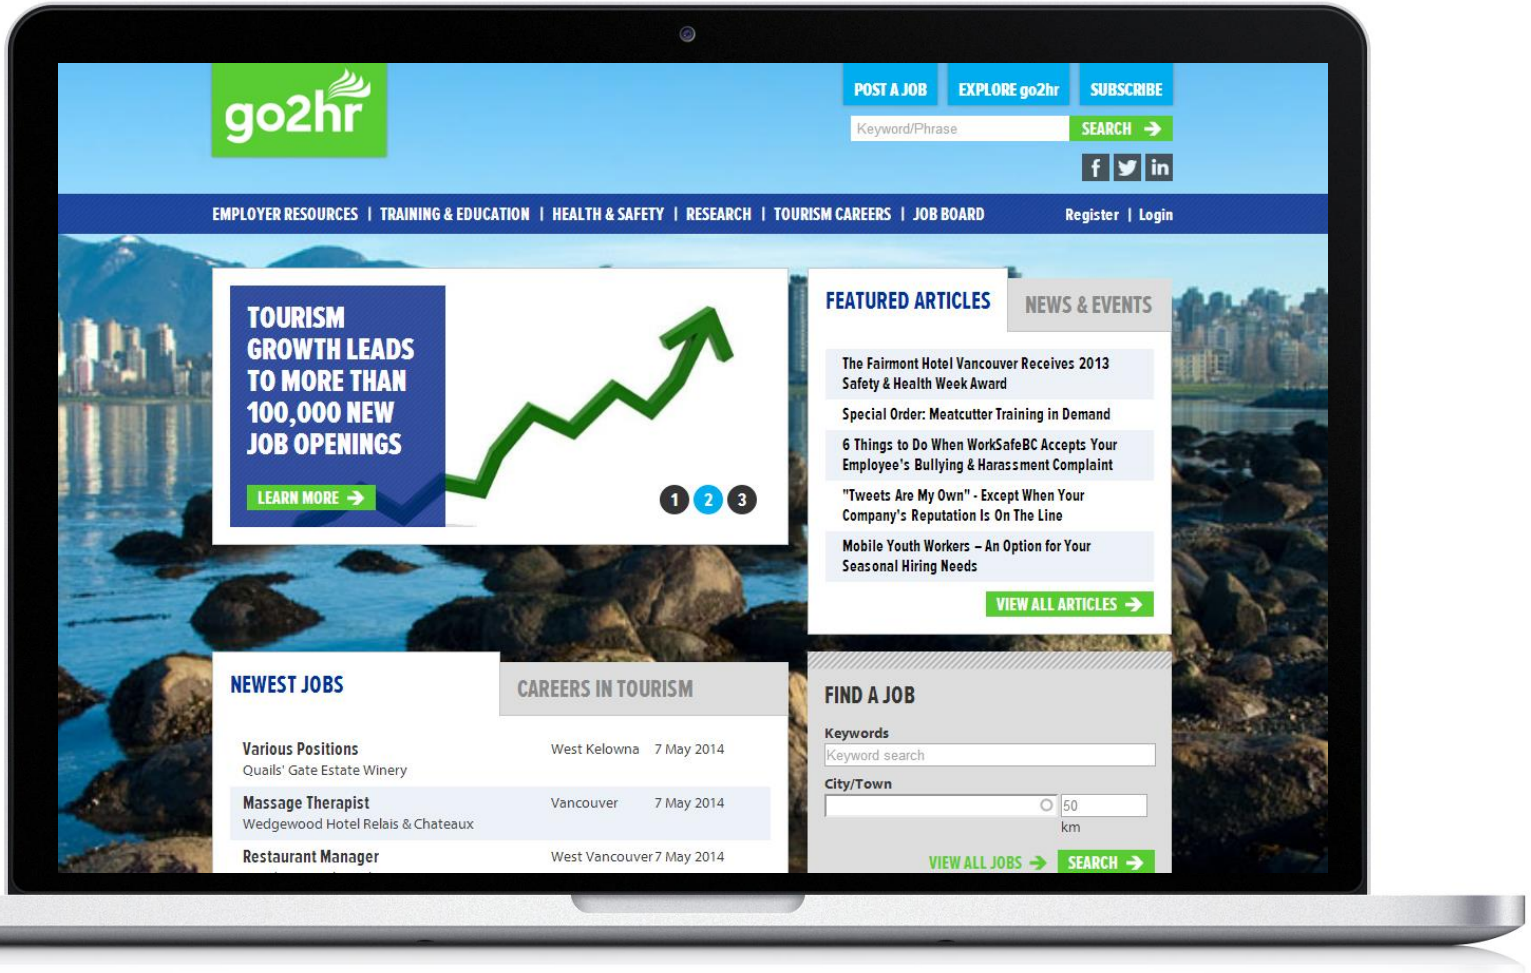 go2hr
POST A JOB
EXPLORE go2hr
SUBSCRIBE
Keyword/Phrase
SEARCH
f
in
EMPLOYER RESOURCES | TRAINING & EDUCATION | HEALTH & SAFETY | RESEARCH | TOURISM CAREERS | JOB BOARD
Register | Login
TOURISM
GROWTH LEADS
TO MORE THAN
100,000 NEW
JOB OPENINGS
LEARN MORE
1 2 3
FEATURED ARTICLES
NEWS & EVENTS
The Fairmont Hotel Vancouver Receives 2013
Safety & Health Week Award
Special Order: Meatcutter Training in Demand
6 Things to Do When WorkSafeBC Accepts Your
Employee's Bullying & Harassment Complaint
"Tweets Are My Own" - Except When Your
Company's Reputation Is On The Line
Mobile Youth Workers – An Option for Your
Seasonal Hiring Needs
VIEW ALL ARTICLES
NEWEST JOBS
CAREERS IN TOURISM
Various Positions West Kelowna 7 May 2014
Quails' Gate Estate Winery
Massage Therapist Vancouver 7 May 2014
Wedgewood Hotel Relais & Chateaux
Restaurant Manager West Vancouver 7 May 2014
FIND A JOB
Keywords
Keyword search
City/Town
50
km
VIEW ALL JOBS
SEARCH